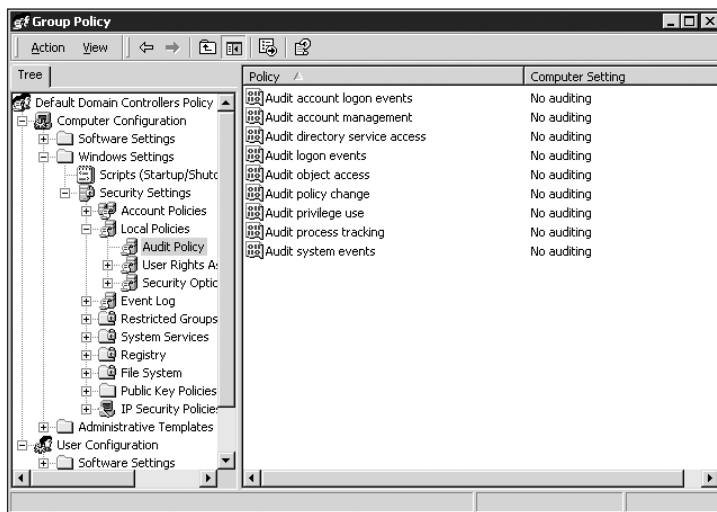 Group Policy
Action View
Tree
Default Domain Controllers Policy
Computer Configuration
Software Settings
Windows Settings
Scripts (Startup/Shutd
Security Settings
Account Policies
Local Policies
Audit Policy
User Rights A
Security Optic
Event Log
Restricted Groups
System Services
Registry
File System
Public Key Policies
IP Security Policie
Administrative Templates
User Configuration
Software Settings
Policy Computer Setting
Audit account logon events No auditing
Audit account management No auditing
Audit directory service access No auditing
Audit logon events No auditing
Audit object access No auditing
Audit policy change No auditing
Audit privilege use No auditing
Audit process tracking No auditing
Audit system events No auditing